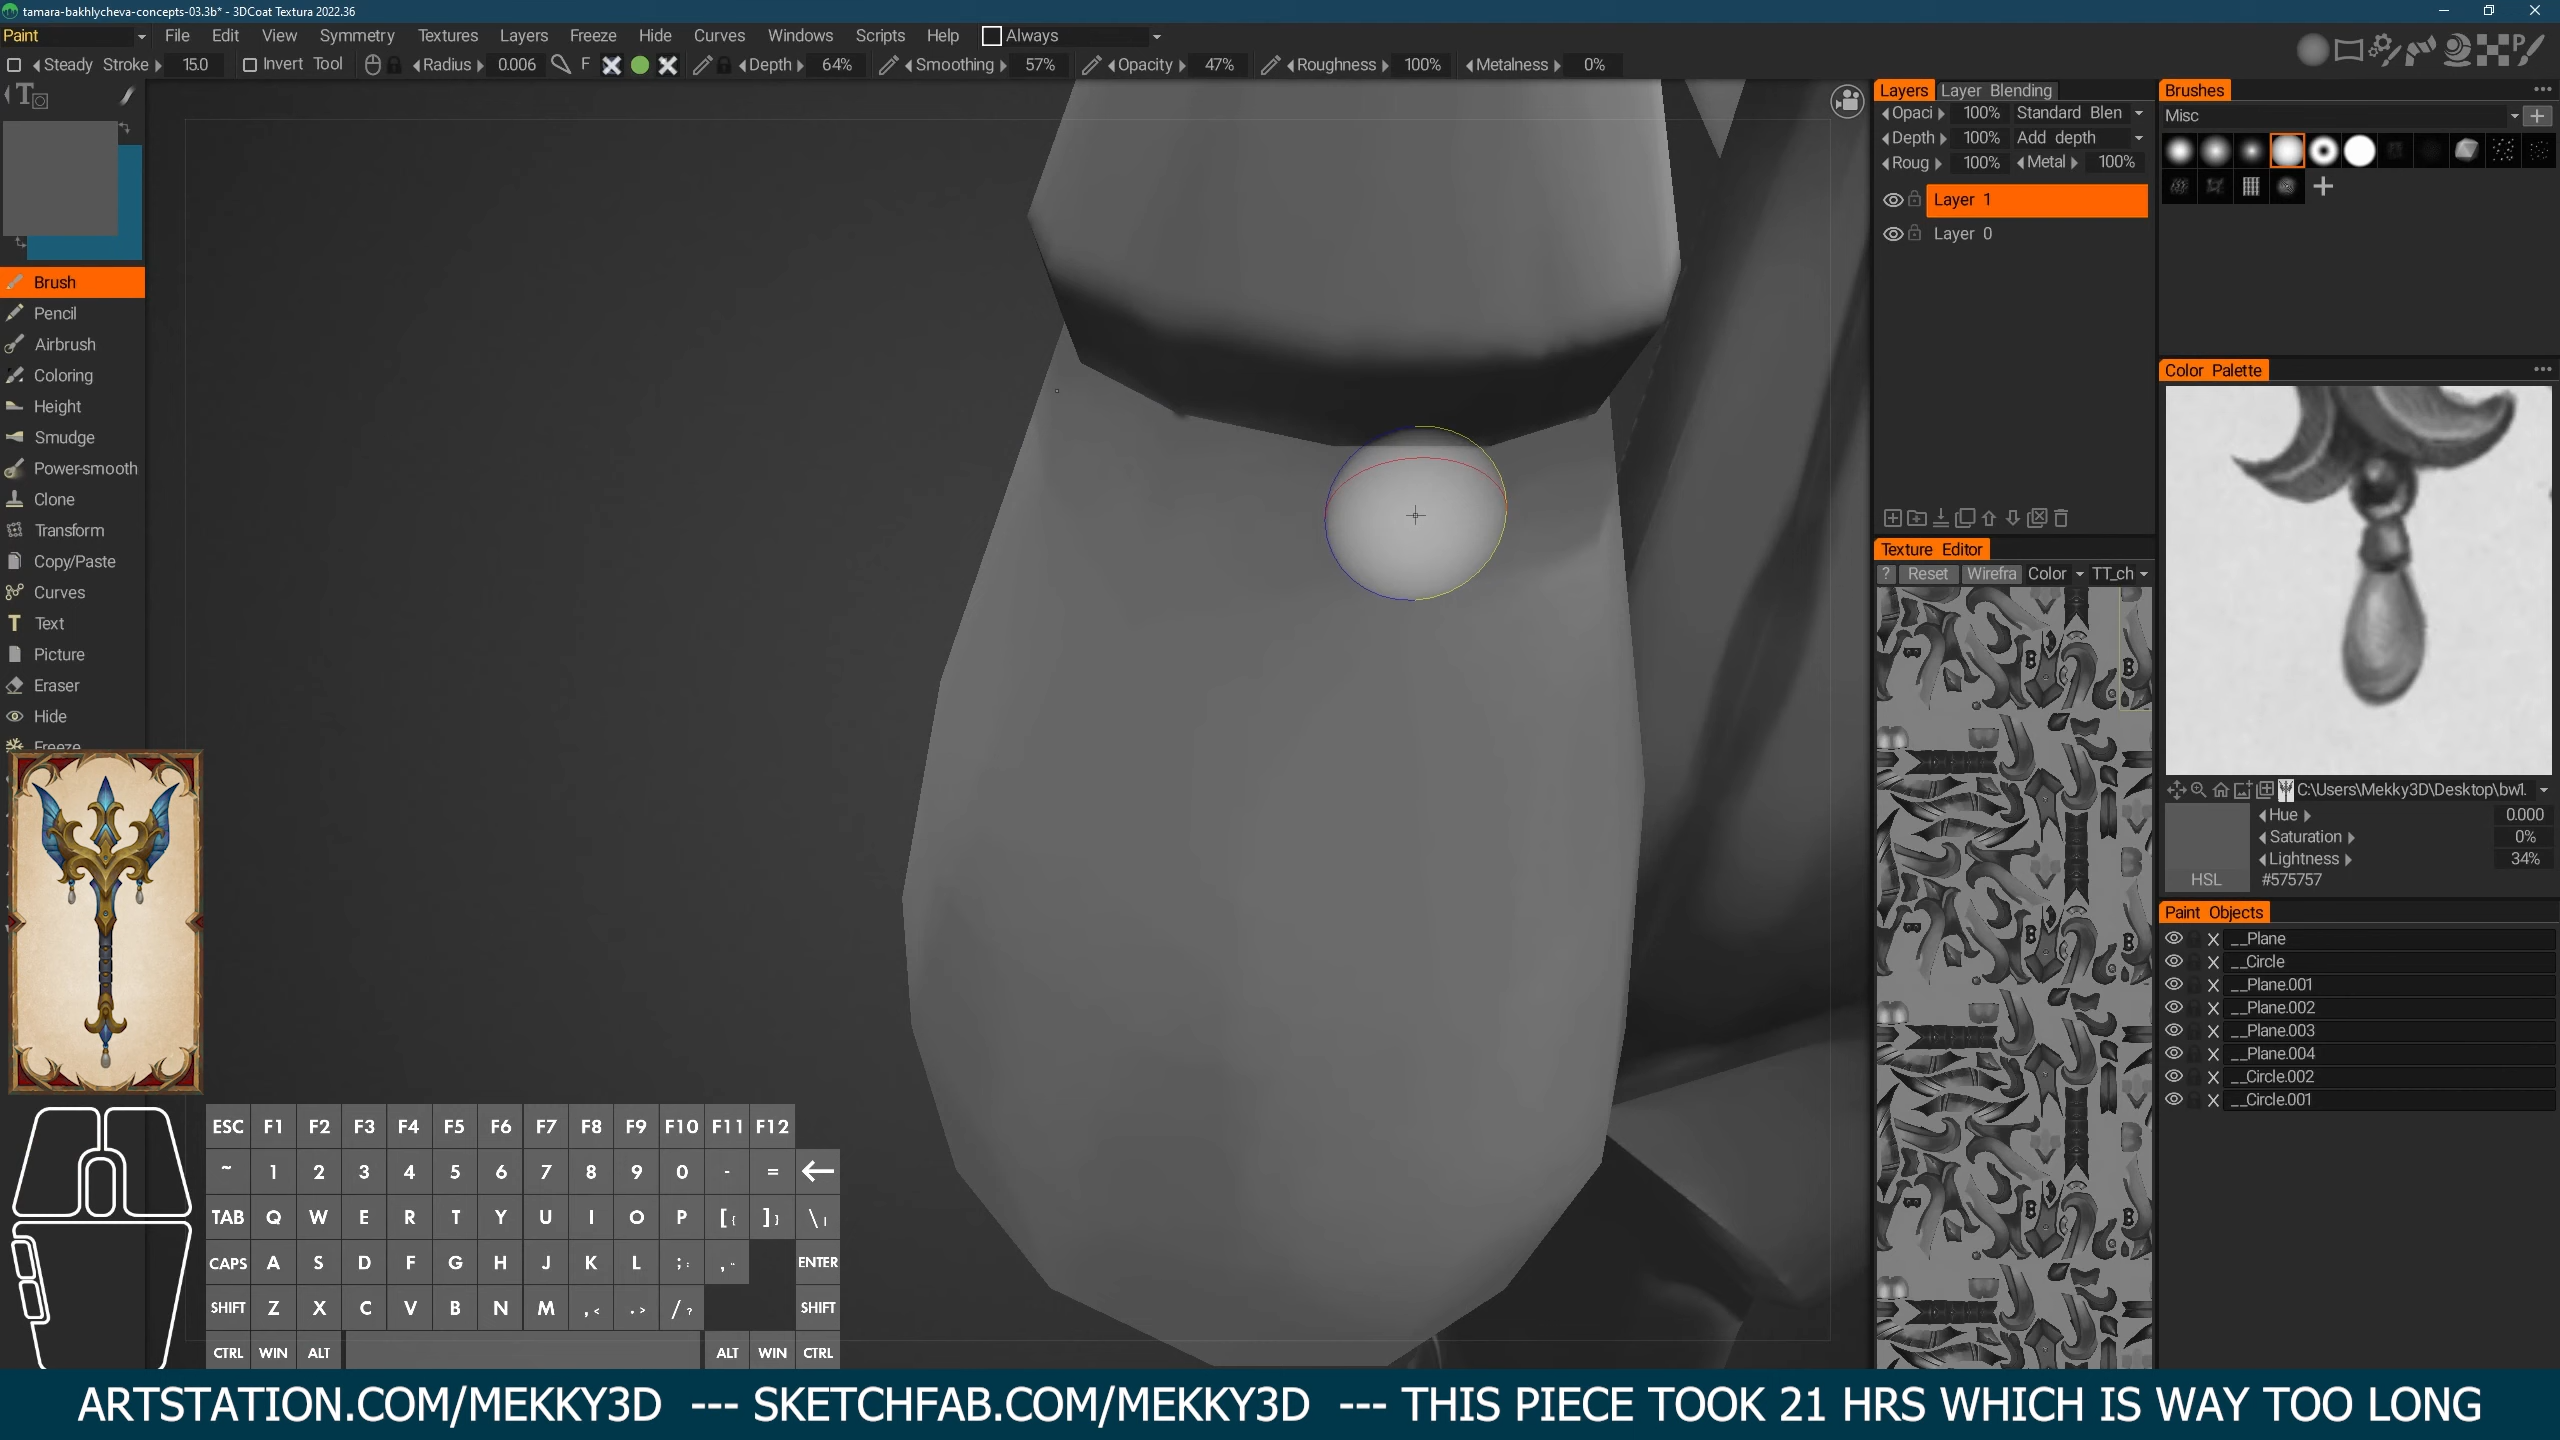 tamara-bakhlycheva-concepts-03.3b* - 3DCoat Textura 2022.36
Paint File Edit View Symmetry Textures Layers Freeze Hide Curves Windows Scripts Help Always
Steady Stroke 15.0 Invert Tool Radius 0.006 F Depth 64% Smoothing 57% Opacity 47% Roughness 100% Metalness 0%
Brush
Pencil
Airbrush
Coloring
Height
Smudge
Power-smooth
Clone
Transform
Copy/Paste
Curves
Text
Picture
Eraser
Hide
Freeze
Layers Layer Blending
Opaci 100% Standard Blen
Depth 100% Add depth
Roug 100% Metal 100%
Layer 1
Layer 0
Texture Editor
? Reset Wirefra Color TT_ch
Brushes
Misc
Color Palette
C:\Users\Mekky3D\Desktop\bw1.
Hue 0.000
Saturation 0%
Lightness 34%
HSL #575757
Paint Objects
X __Plane
X __Circle
X __Plane.001
X __Plane.002
X __Plane.003
X __Plane.004
X __Circle.002
X __Circle.001
ESC F1 F2 F3 F4 F5 F6 F7 F8 F9 F10 F11 F12
~ 1 2 3 4 5 6 7 8 9 0 - =
TAB Q W E R T Y U I O P [ { ] } \ |
CAPS A S D F G H J K L ; : ENTER
SHIFT Z X C V B N M , < . > / ? SHIFT
CTRL WIN ALT ALT WIN CTRL
ARTSTATION.COM/MEKKY3D --- SKETCHFAB.COM/MEKKY3D --- THIS PIECE TOOK 21 HRS WHICH IS WAY TOO LONG